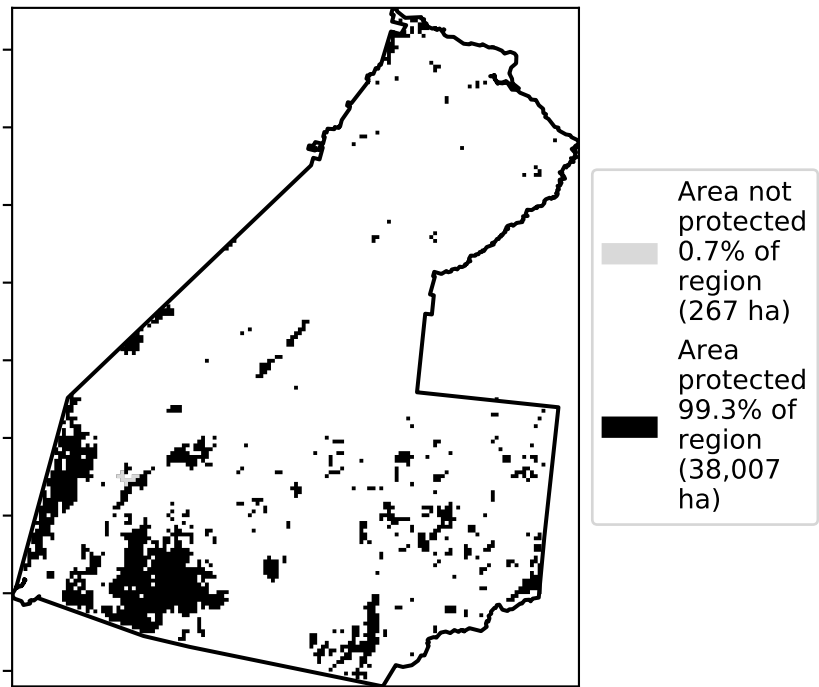 Area not
protected
0.7% of
region
(267 ha)
Area
protected
99.3% of
region
(38,007
ha)